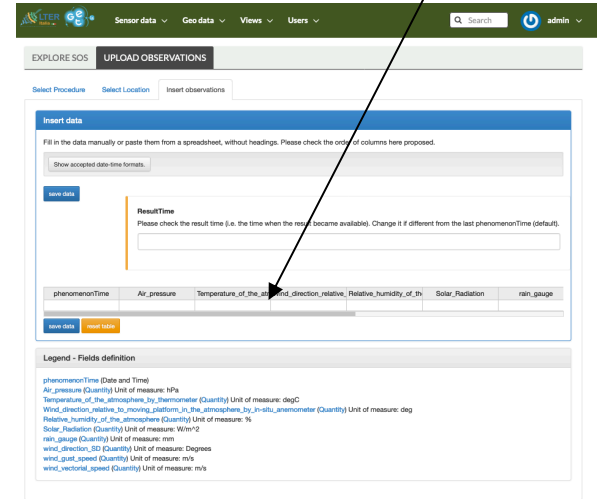 LTER GET Sensor data Geo data Views Users Search admin
EXPLORE SOS UPLOAD OBSERVATIONS
Select Procedure Select Location Insert observations
Insert data
Fill in the data manually or paste them from a spreadsheet, without headings. Please check the order of columns here proposed.
Show accepted date-time formats.
save data
ResultTime
Please check the result time (i.e. the time when the result became available). Change it if different from the last phenomenonTime (default).
phenomenonTime Air_pressure Temperature_of_the_atm wind_direction_relative_ Relative_humidity_of_th Solar_Radiation rain_gauge
save data reset table
Legend - Fields definition
phenomenonTime (Date and Time)
Air_pressure (Quantity) Unit of measure: hPa
Temperature_of_the_atmosphere_by_thermometer (Quantity) Unit of measure: degC
Wind_direction_relative_to_moving_platform_in_the_atmosphere_by_in-situ_anemometer (Quantity) Unit of measure: deg
Relative_humidity_of_the_atmosphere (Quantity) Unit of measure: %
Solar_Radiation (Quantity) Unit of measure: W/m^2
rain_gauge (Quantity) Unit of measure: mm
wind_direction_SD (Quantity) Unit of measure: Degrees
wind_gust_speed (Quantity) Unit of measure: m/s
wind_vectorial_speed (Quantity) Unit of measure: m/s